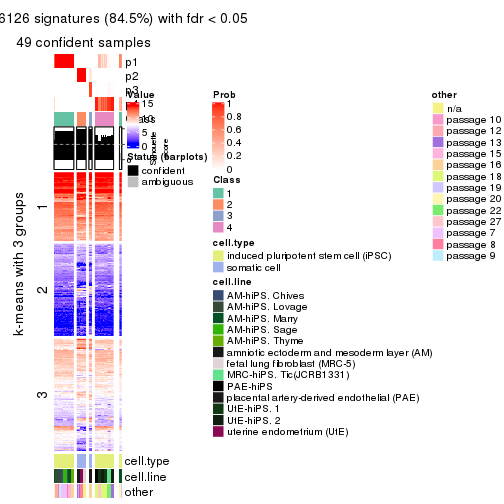 6126 signatures (84.5%) with fdr < 0.05
49 confident samples
p1
p2
p3
Value
15
10
5
0
Silhouette
score
Status (barplots)
confident
ambiguous
k-means with 3 groups
1
2
3
cell.type
cell.line
other
Prob
1
0.8
0.6
0.4
0.2
0
Class
1
2
3
4
cell.type
induced pluripotent stem cell (iPSC)
somatic cell
cell.line
AM-hiPS. Chives
AM-hiPS. Lovage
AM-hiPS. Marry
AM-hiPS. Sage
AM-hiPS. Thyme
amniotic ectoderm and mesoderm layer (AM)
fetal lung fibroblast (MRC-5)
MRC-hiPS. Tic(JCRB1331)
PAE-hiPS
placental artery-derived endothelial (PAE)
UtE-hiPS. 1
UtE-hiPS. 2
uterine endometrium (UtE)
other
n/a
passage 10
passage 12
passage 13
passage 15
passage 16
passage 18
passage 19
passage 20
passage 22
passage 27
passage 7
passage 8
passage 9